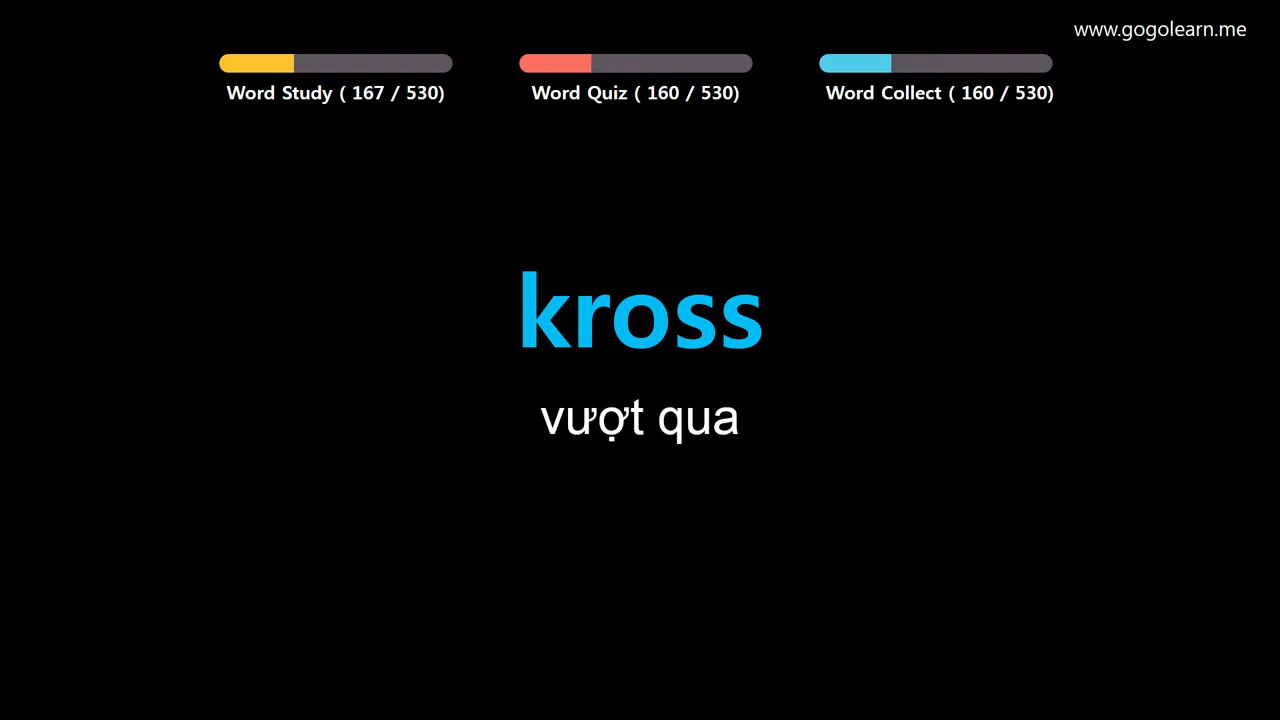 www.gogolearn.me
Word Study ( 167 / 530)
Word Quiz ( 160 / 530)
Word Collect ( 160 / 530)
kross
vượt qua